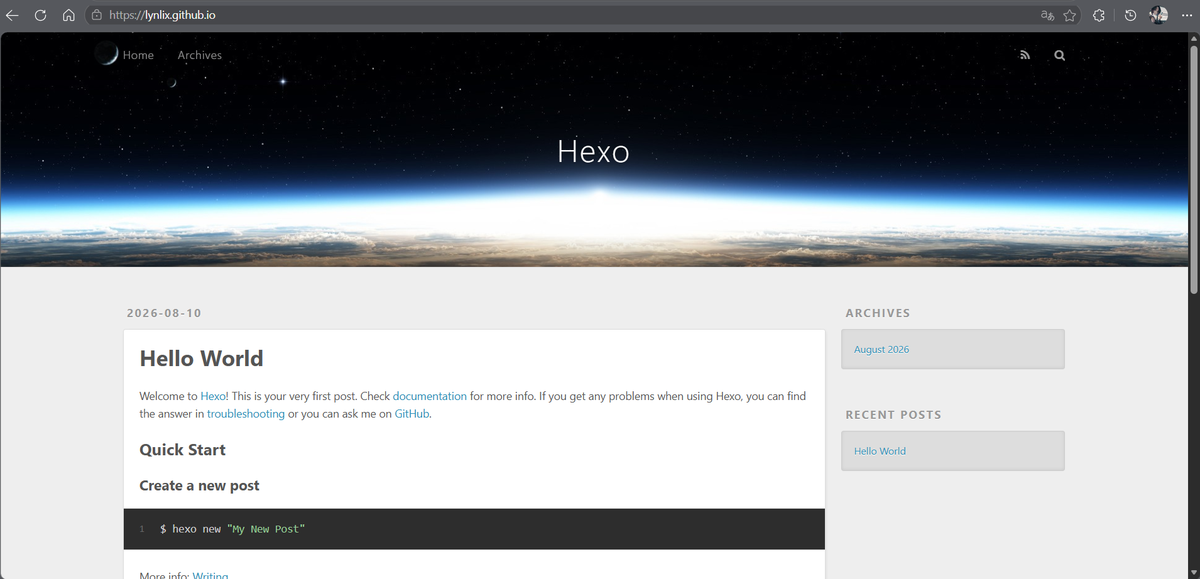 https://lynlix.github.io
Home Archives
Hexo
2026-08-10
Hello World
Welcome to Hexo! This is your very first post. Check documentation for more info. If you get any problems when using Hexo, you can find
the answer in troubleshooting or you can ask me on GitHub.
Quick Start
Create a new post
1 $ hexo new "My New Post"
More info: Writing
ARCHIVES
August 2026
RECENT POSTS
Hello World